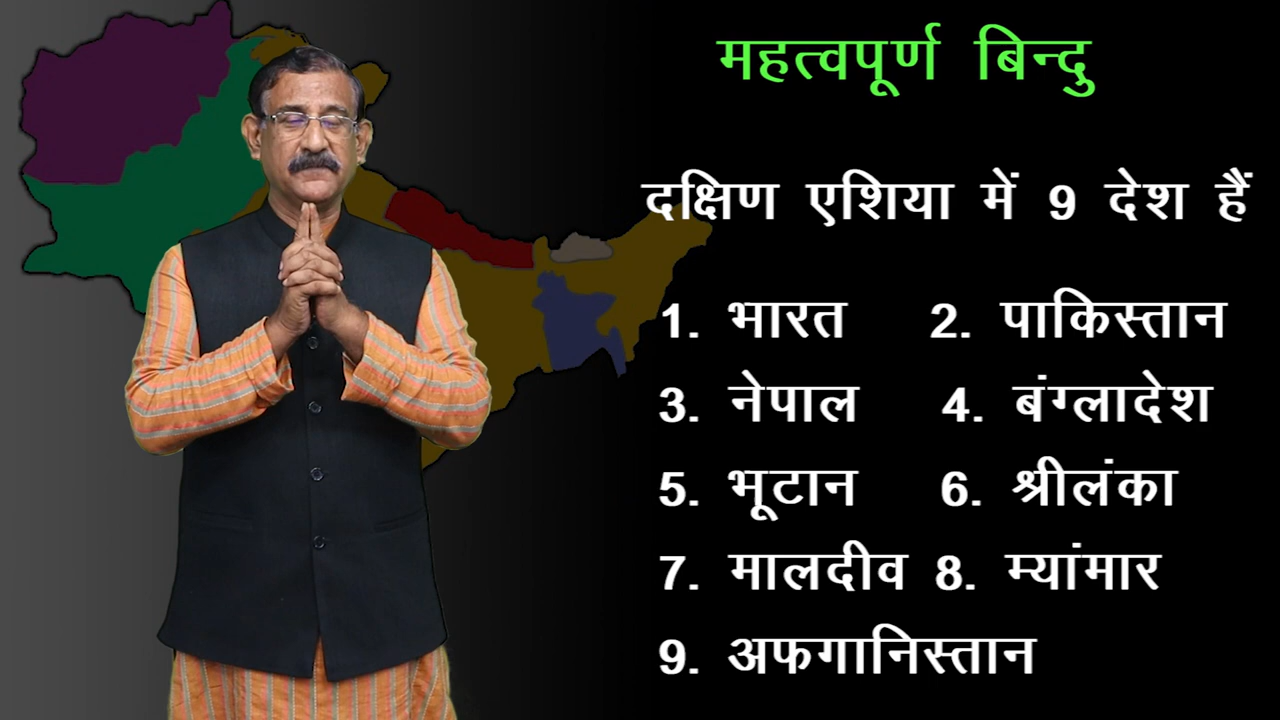 महत्वपूर्ण बिन्दु
दक्षिण एशिया में 9 देश हैं
1. भारत 2. पाकिस्तान
3. नेपाल 4. बंग्लादेश
5. भूटान 6. श्रीलंका
7. मालदीव 8. म्यांमार
9. अफगानिस्तान